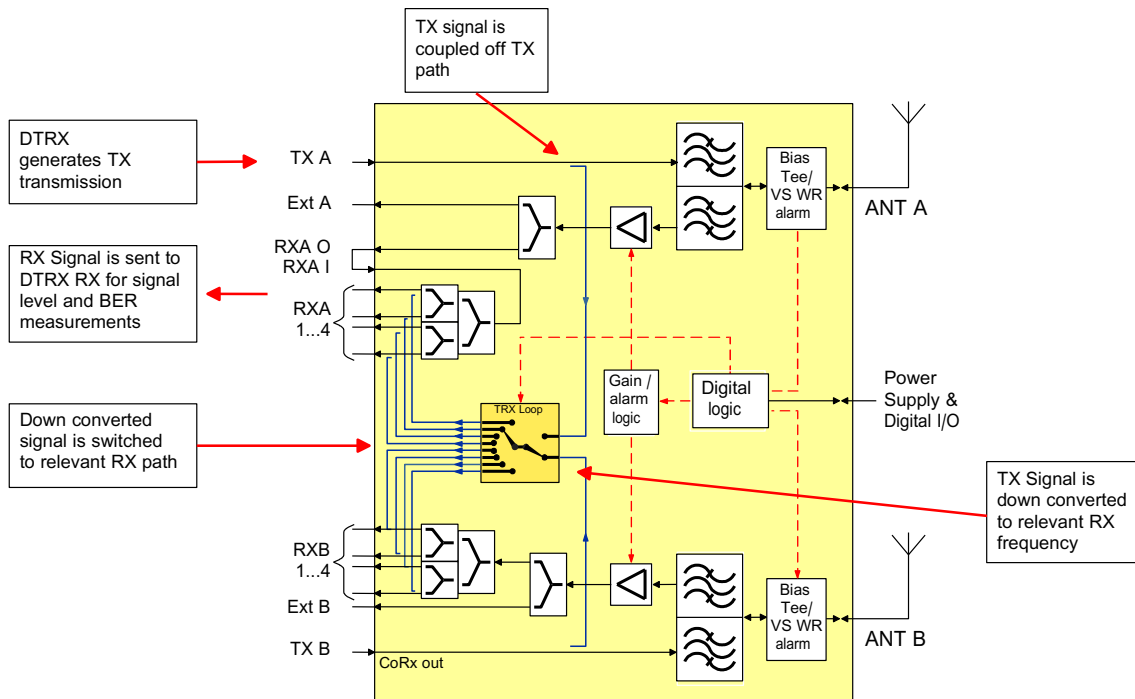 TX signal is
coupled off TX
path
DTRX
generates TX
transmission
TX A
Bias
Tee/
VS WR
alarm
ANT A
Ext A
RX Signal is sent to
DTRX RX for signal
level and BER
measurements
RXA O
RXA I
RXA
1...4
Gain /
alarm
logic
Digital
logic
Power
Supply &
Digital I/O
Down converted
signal is switched
to relevant RX path
TRX Loop
TX Signal is
down converted
to relevant RX
frequency
RXB
1...4
Ext B
Bias
Tee/
VS WR
alarm
ANT B
TX B
CoRx out